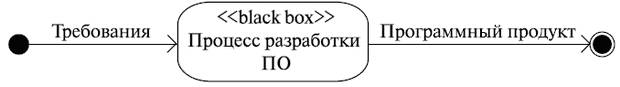 Требования
<<black box>>
Процесс разработки
ПО
Программный продукт